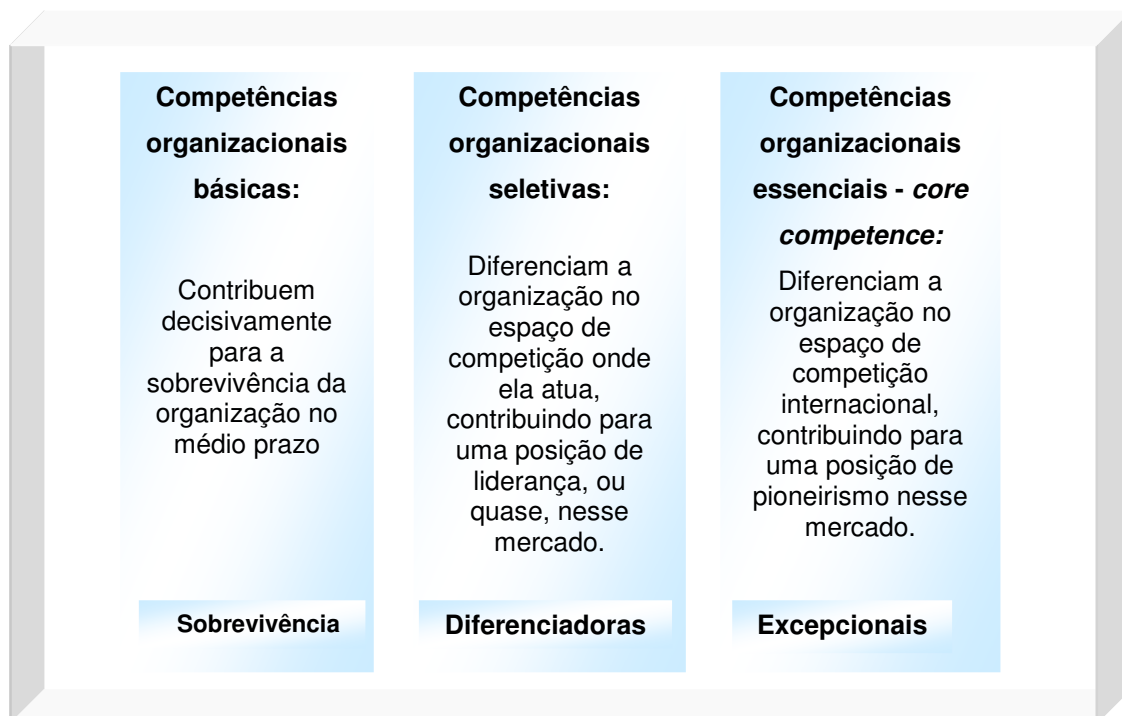 Competências
organizacionais
básicas:
Contribuem
decisivamente
para a
sobrevivência da
organização no
médio prazo
Sobrevivência
Competências
organizacionais
seletivas:
Diferenciam a
organização no
espaço de
competição onde
ela atua,
contribuindo para
uma posição de
liderança, ou
quase, nesse
mercado.
Diferenciadoras
Competências
organizacionais
essenciais - core
competence:
Diferenciam a
organização no
espaço de
competição
internacional,
contribuindo para
uma posição de
pioneirismo nesse
mercado.
Excepcionais